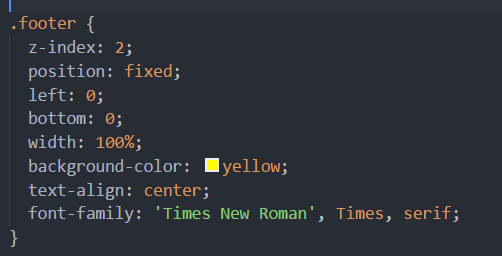 .footer {
  z-index: 2;
  position: fixed;
  left: 0;
  bottom: 0;
  width: 100%;
  background-color: yellow;
  text-align: center;
  font-family: 'Times New Roman', Times, serif;
}